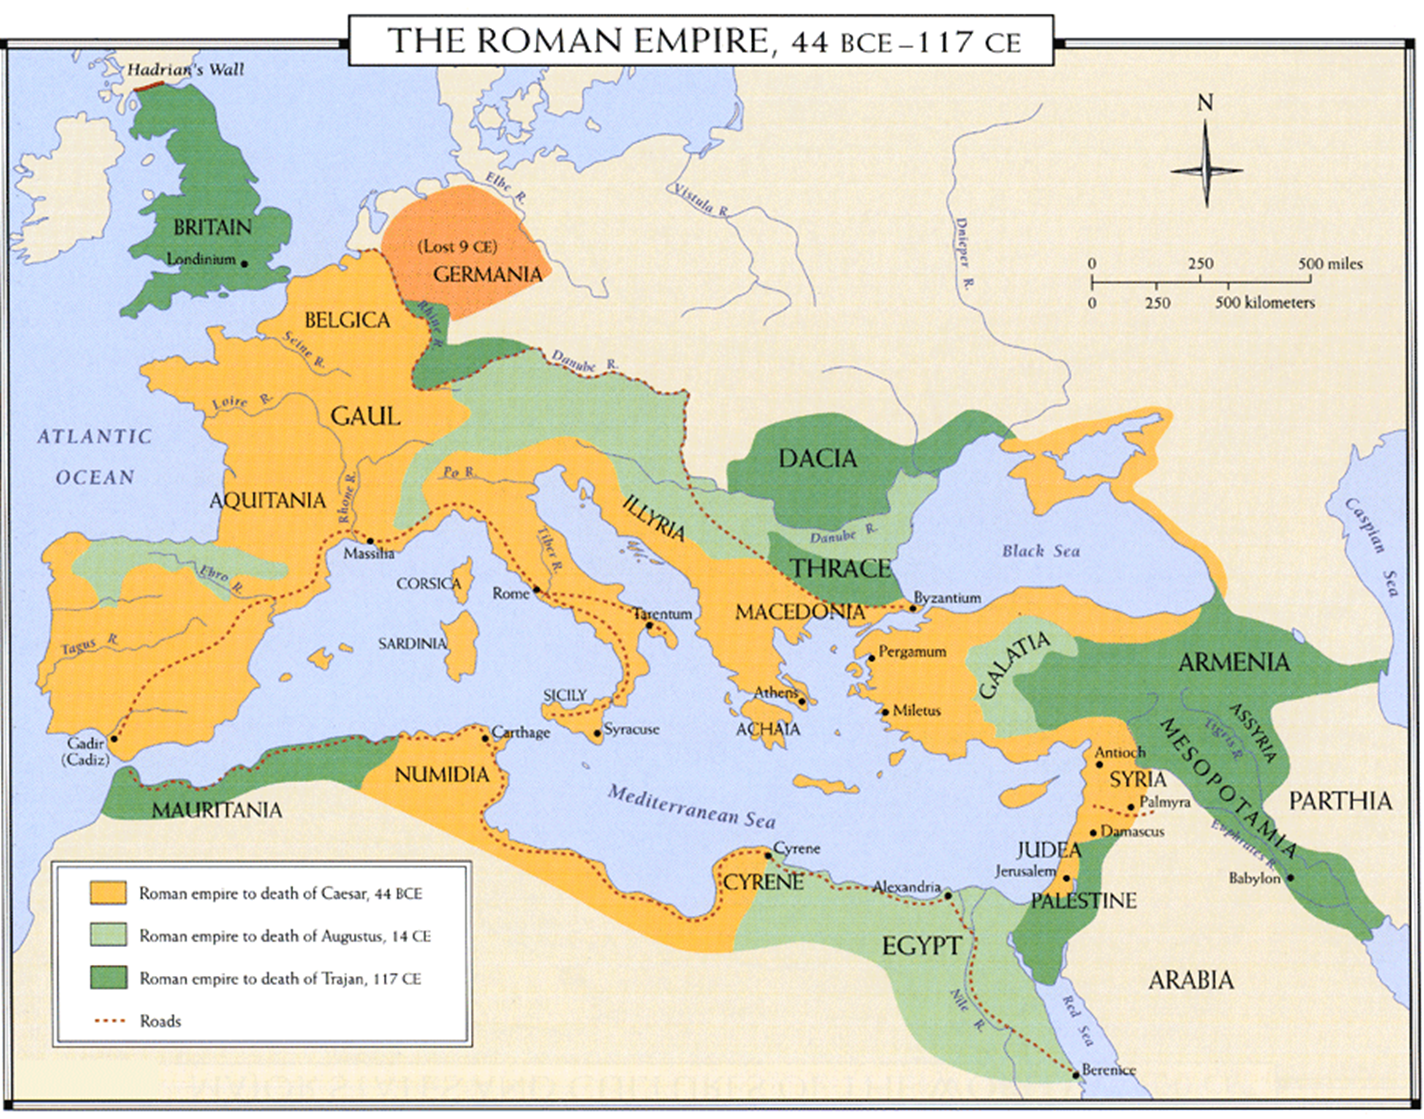 THE ROMAN EMPIRE, 44 BCE–117 CE
Hadrian's Wall
N
Elbe R.
Vistula R.
Dnieper R.
BRITAIN
Londinium
(Lost 9 CE)
GERMANIA
0 250 500 miles
0 250 500 kilometers
Rhine R.
BELGICA
Seine R.
Danube R.
Loire R.
GAUL
ATLANTIC
OCEAN
DACIA
Po R.
AQUITANIA
Rhone R.
ILLYRIA
Danube R.
Caspian
Sea
Massilia
Tiber R.
Black Sea
THRACE
Ebro R.
CORSICA
Rome
Byzantium
MACEDONIA
Tarentum
Tagus R.
SARDINIA
Pergamum
GALATIA
ARMENIA
SICILY
Athens
Miletus
ACHAIA
Syracuse
Carthage
Gadir
(Cadiz)
ASSYRIA
Tigris R.
MESOPOTAMIA
Antioch
SYRIA
NUMIDIA
Palmyra
PARTHIA
MAURITANIA
Mediterranean Sea
Damascus
Euphrates R.
JUDEA
Cyrene
Jerusalem
Babylon
CYRENE
Alexandria
PALESTINE
EGYPT
ARABIA
Nile R.
Red Sea
Berenice
Roman empire to death of Caesar, 44 BCE
Roman empire to death of Augustus, 14 CE
Roman empire to death of Trajan, 117 CE
Roads